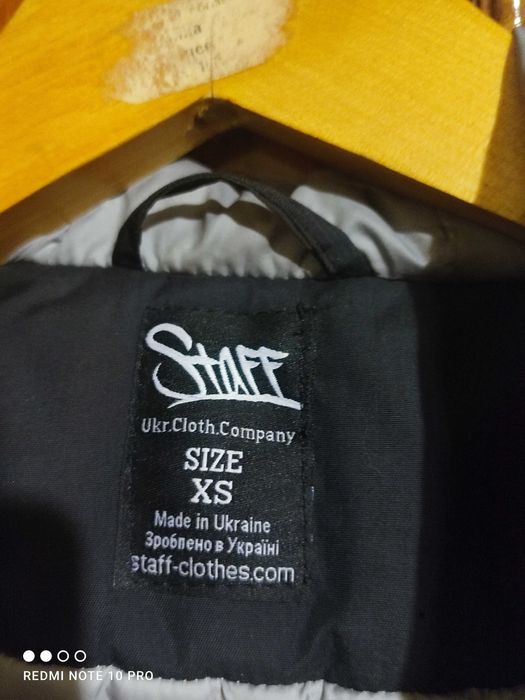 Staff
Ukr.Cloth.Company
SIZE
XS
Made in Ukraine
Зроблено в Україні
staff-clothes.com
REDMI NOTE 10 PRO